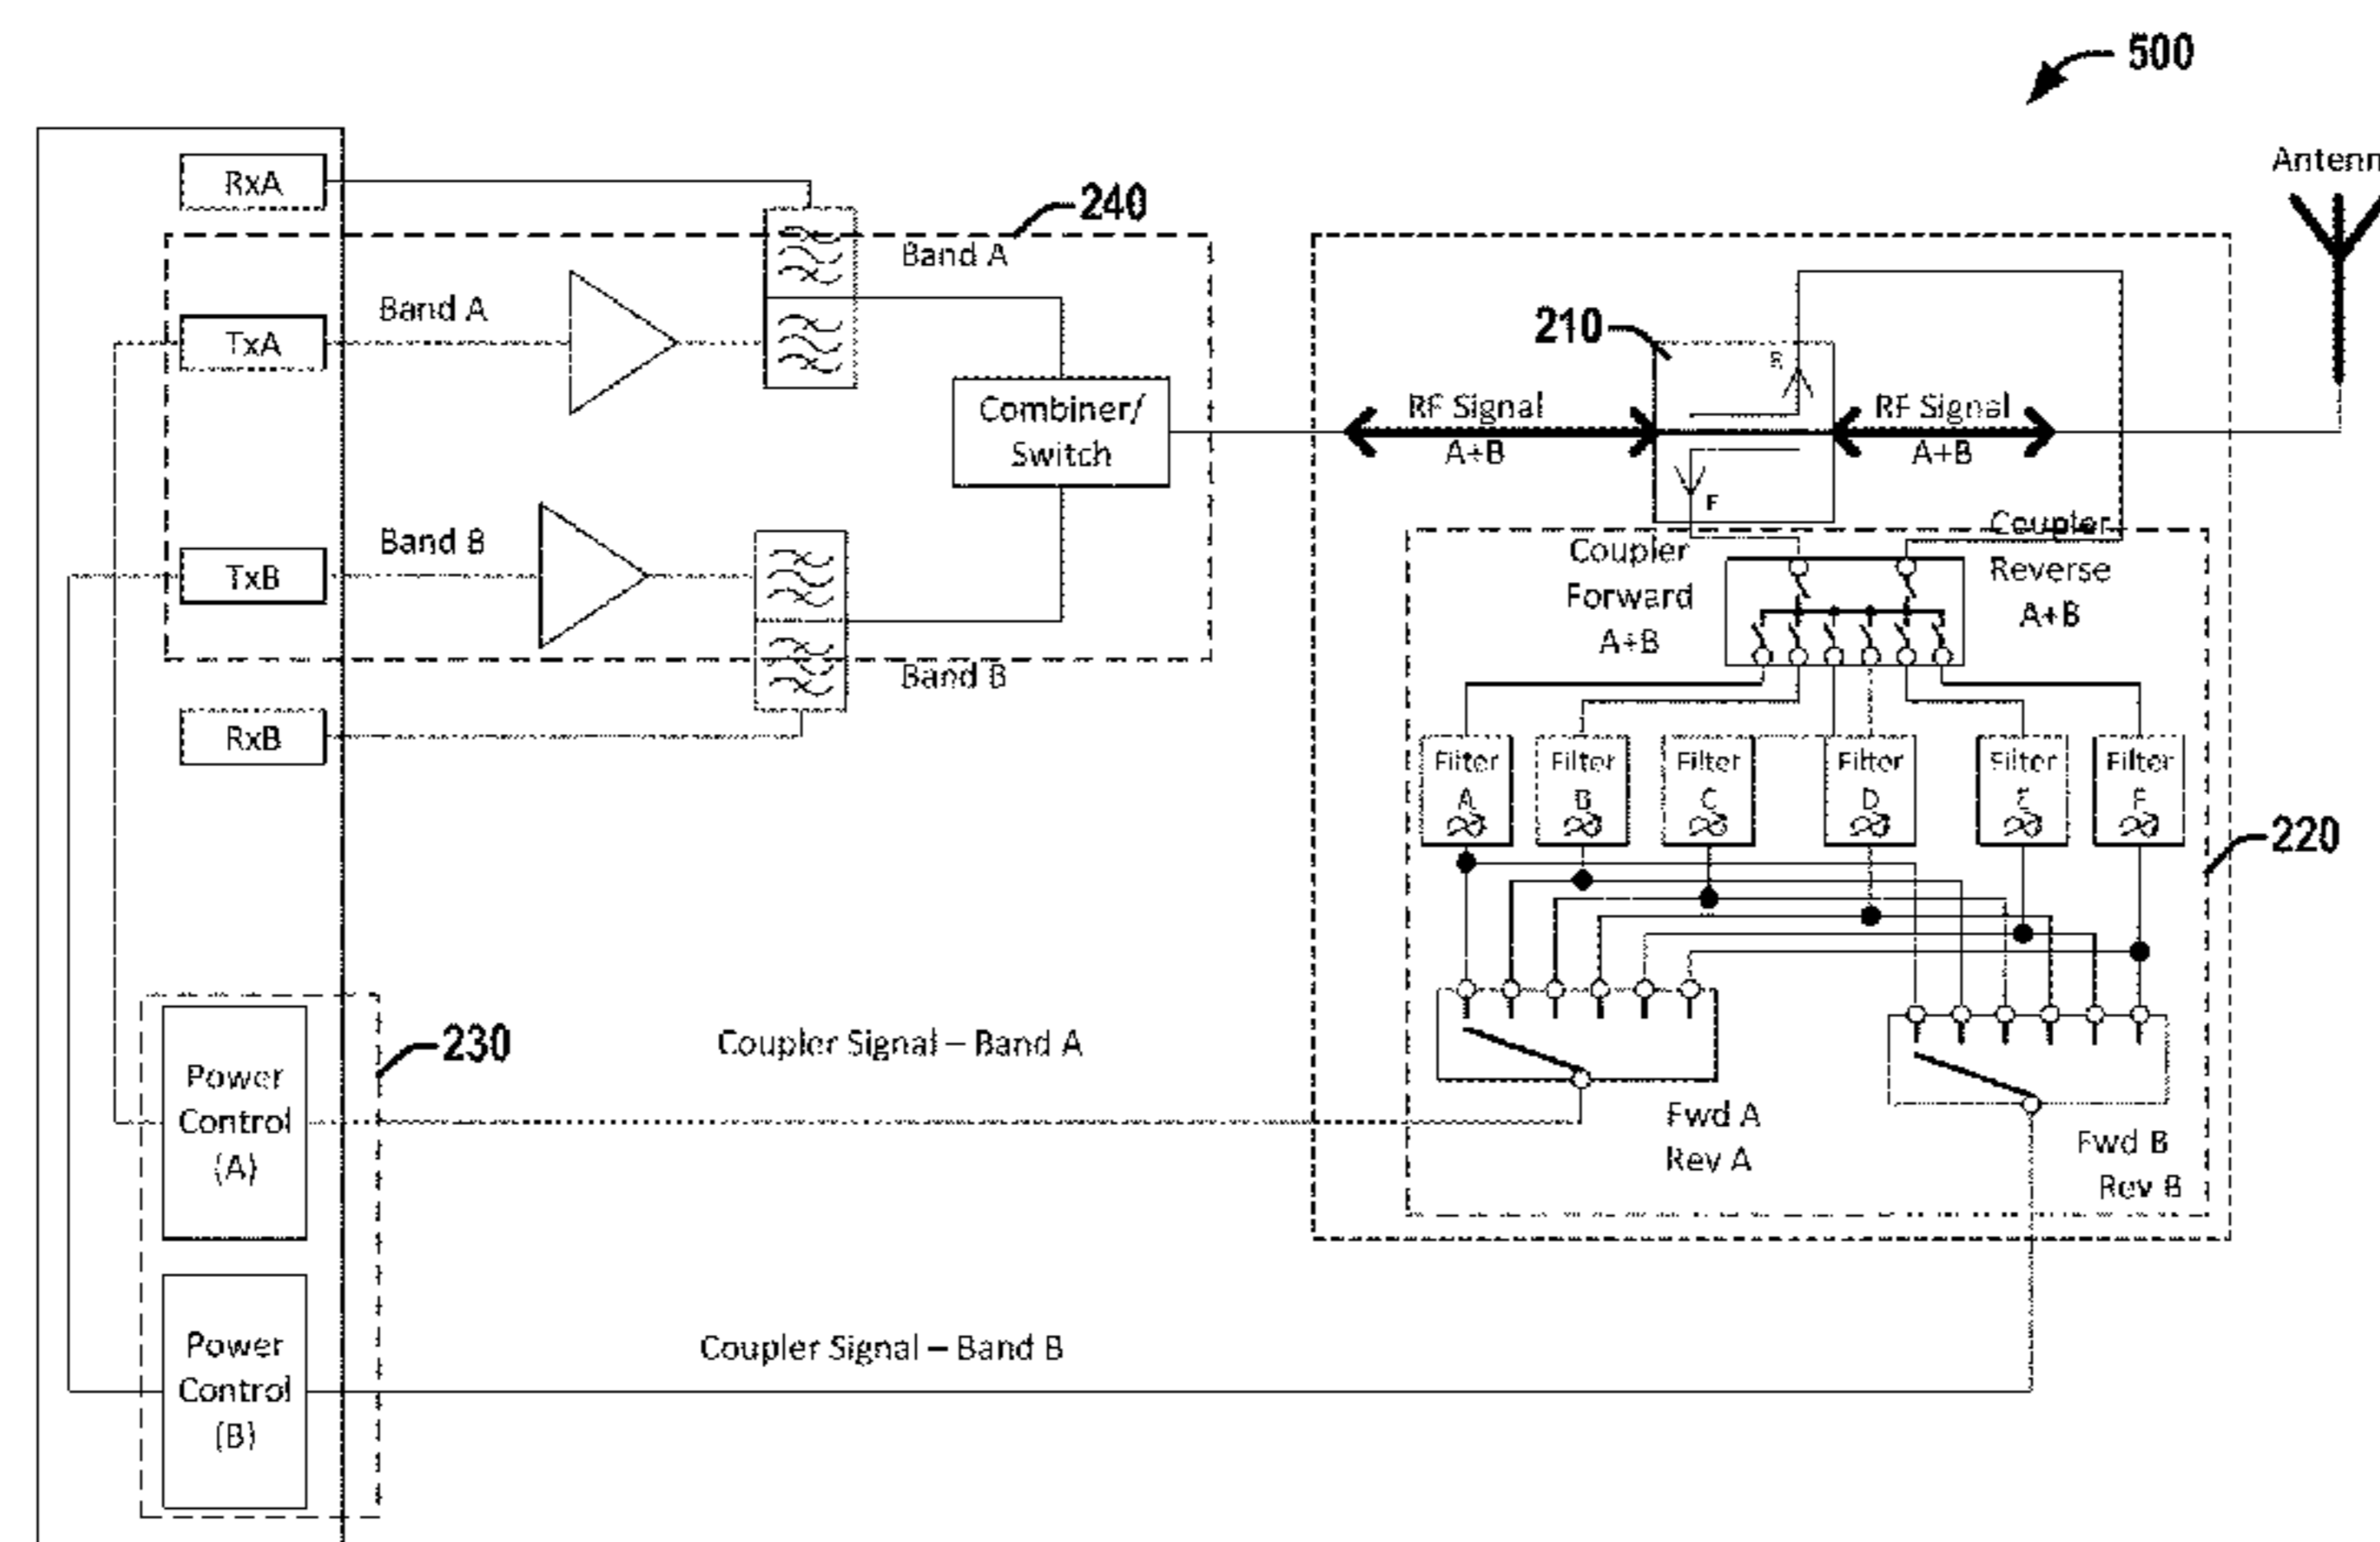 500
Antenn
RxA
240
Band A
Band A
TxA
210
R
Combiner/
Switch
RF Signal
A+B
RF Signal
A+B
F
Band B
TxB
Coupler
Forward
A+B
Coupler
Reverse
A+B
Band B
RxB
Filter
A
Filter
B
Filter
C
Filter
D
Filter
E
Filter
F
220
230
Coupler Signal – Band A
Power
Control
(A)
Fwd A
Rev A
Fwd B
Rev B
Coupler Signal – Band B
Power
Control
(B)